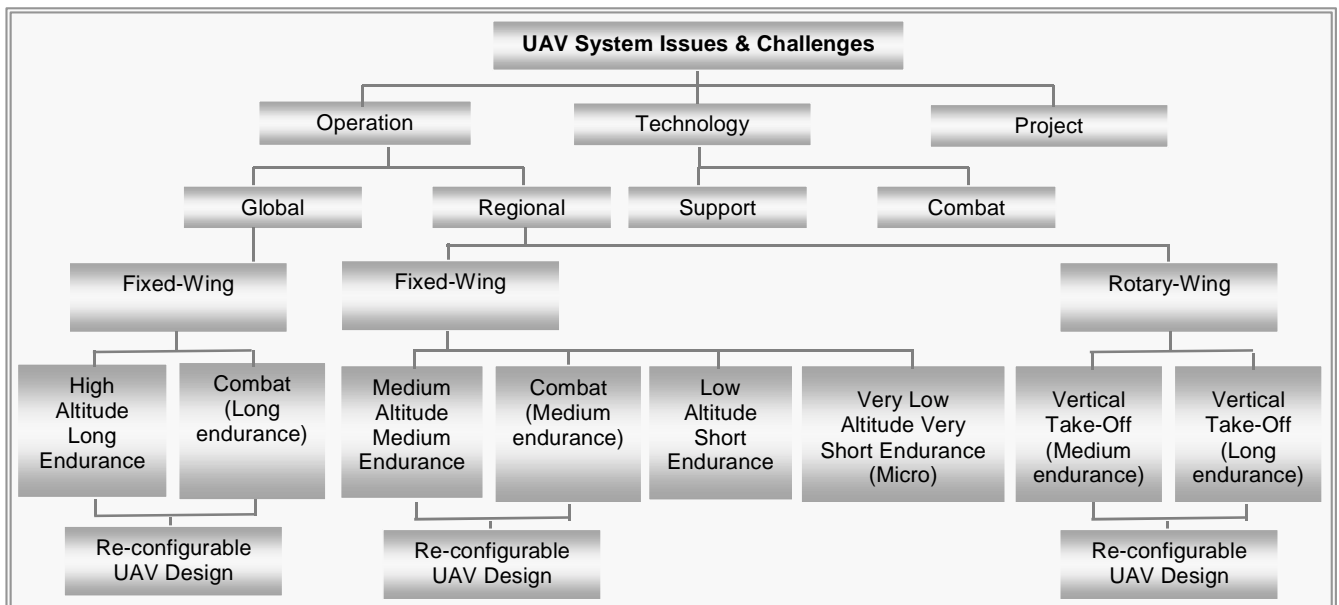 UAV System Issues & Challenges
Operation
Technology
Project
Global
Regional
Support
Combat
Fixed-Wing
Fixed-Wing
Rotary-Wing
High
Altitude
Long
Endurance
Combat
(Long
endurance)
Medium
Altitude
Medium
Endurance
Combat
(Medium
endurance)
Low
Altitude
Short
Endurance
Very Low
Altitude Very
Short Endurance
(Micro)
Vertical
Take-Off
(Medium
endurance)
Vertical
Take-Off
(Long
endurance)
Re-configurable
UAV Design
Re-configurable
UAV Design
Re-configurable
UAV Design